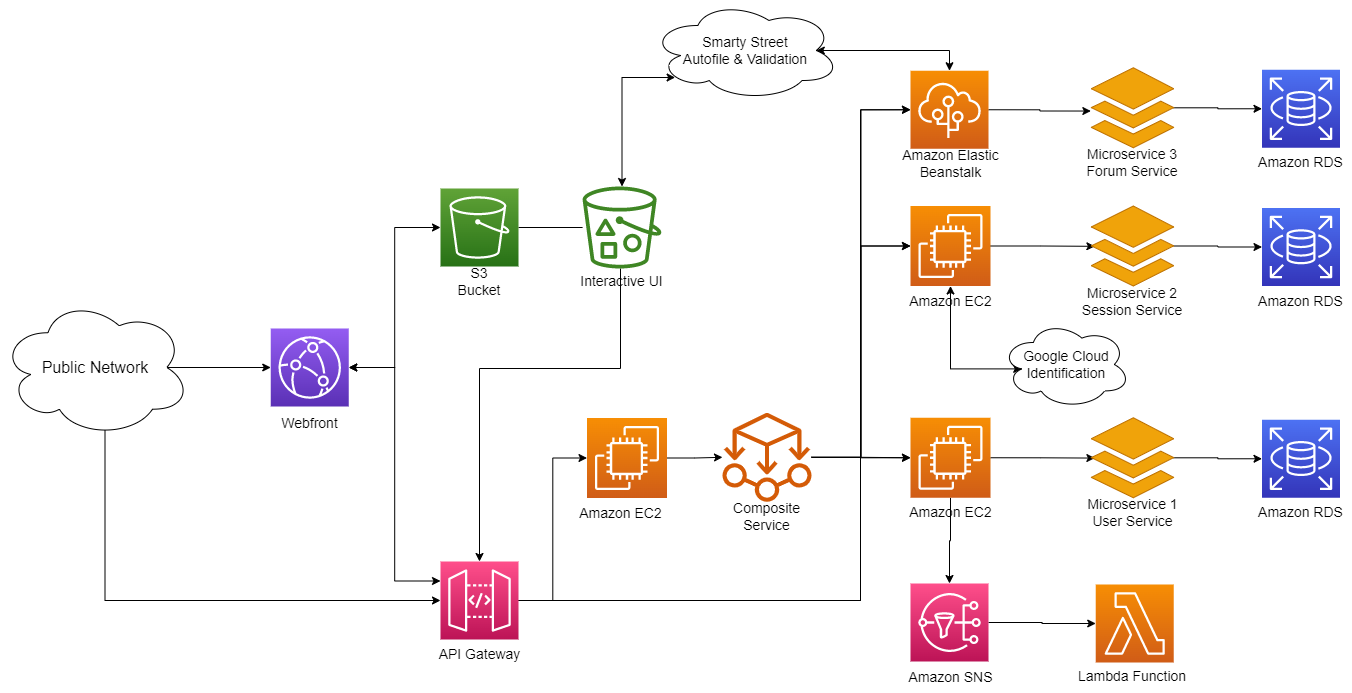 Smarty Street
Autofile & Validation
Amazon Elastic
Beanstalk
Microservice 3
Forum Service
Amazon RDS
S3
Bucket
Interactive UI
Amazon EC2
Microservice 2
Session Service
Amazon RDS
Public Network
Webfront
Google Cloud
Identification
Amazon EC2
Composite
Service
Amazon EC2
Microservice 1
User Service
Amazon RDS
</>
API Gateway
Amazon SNS
Lambda Function